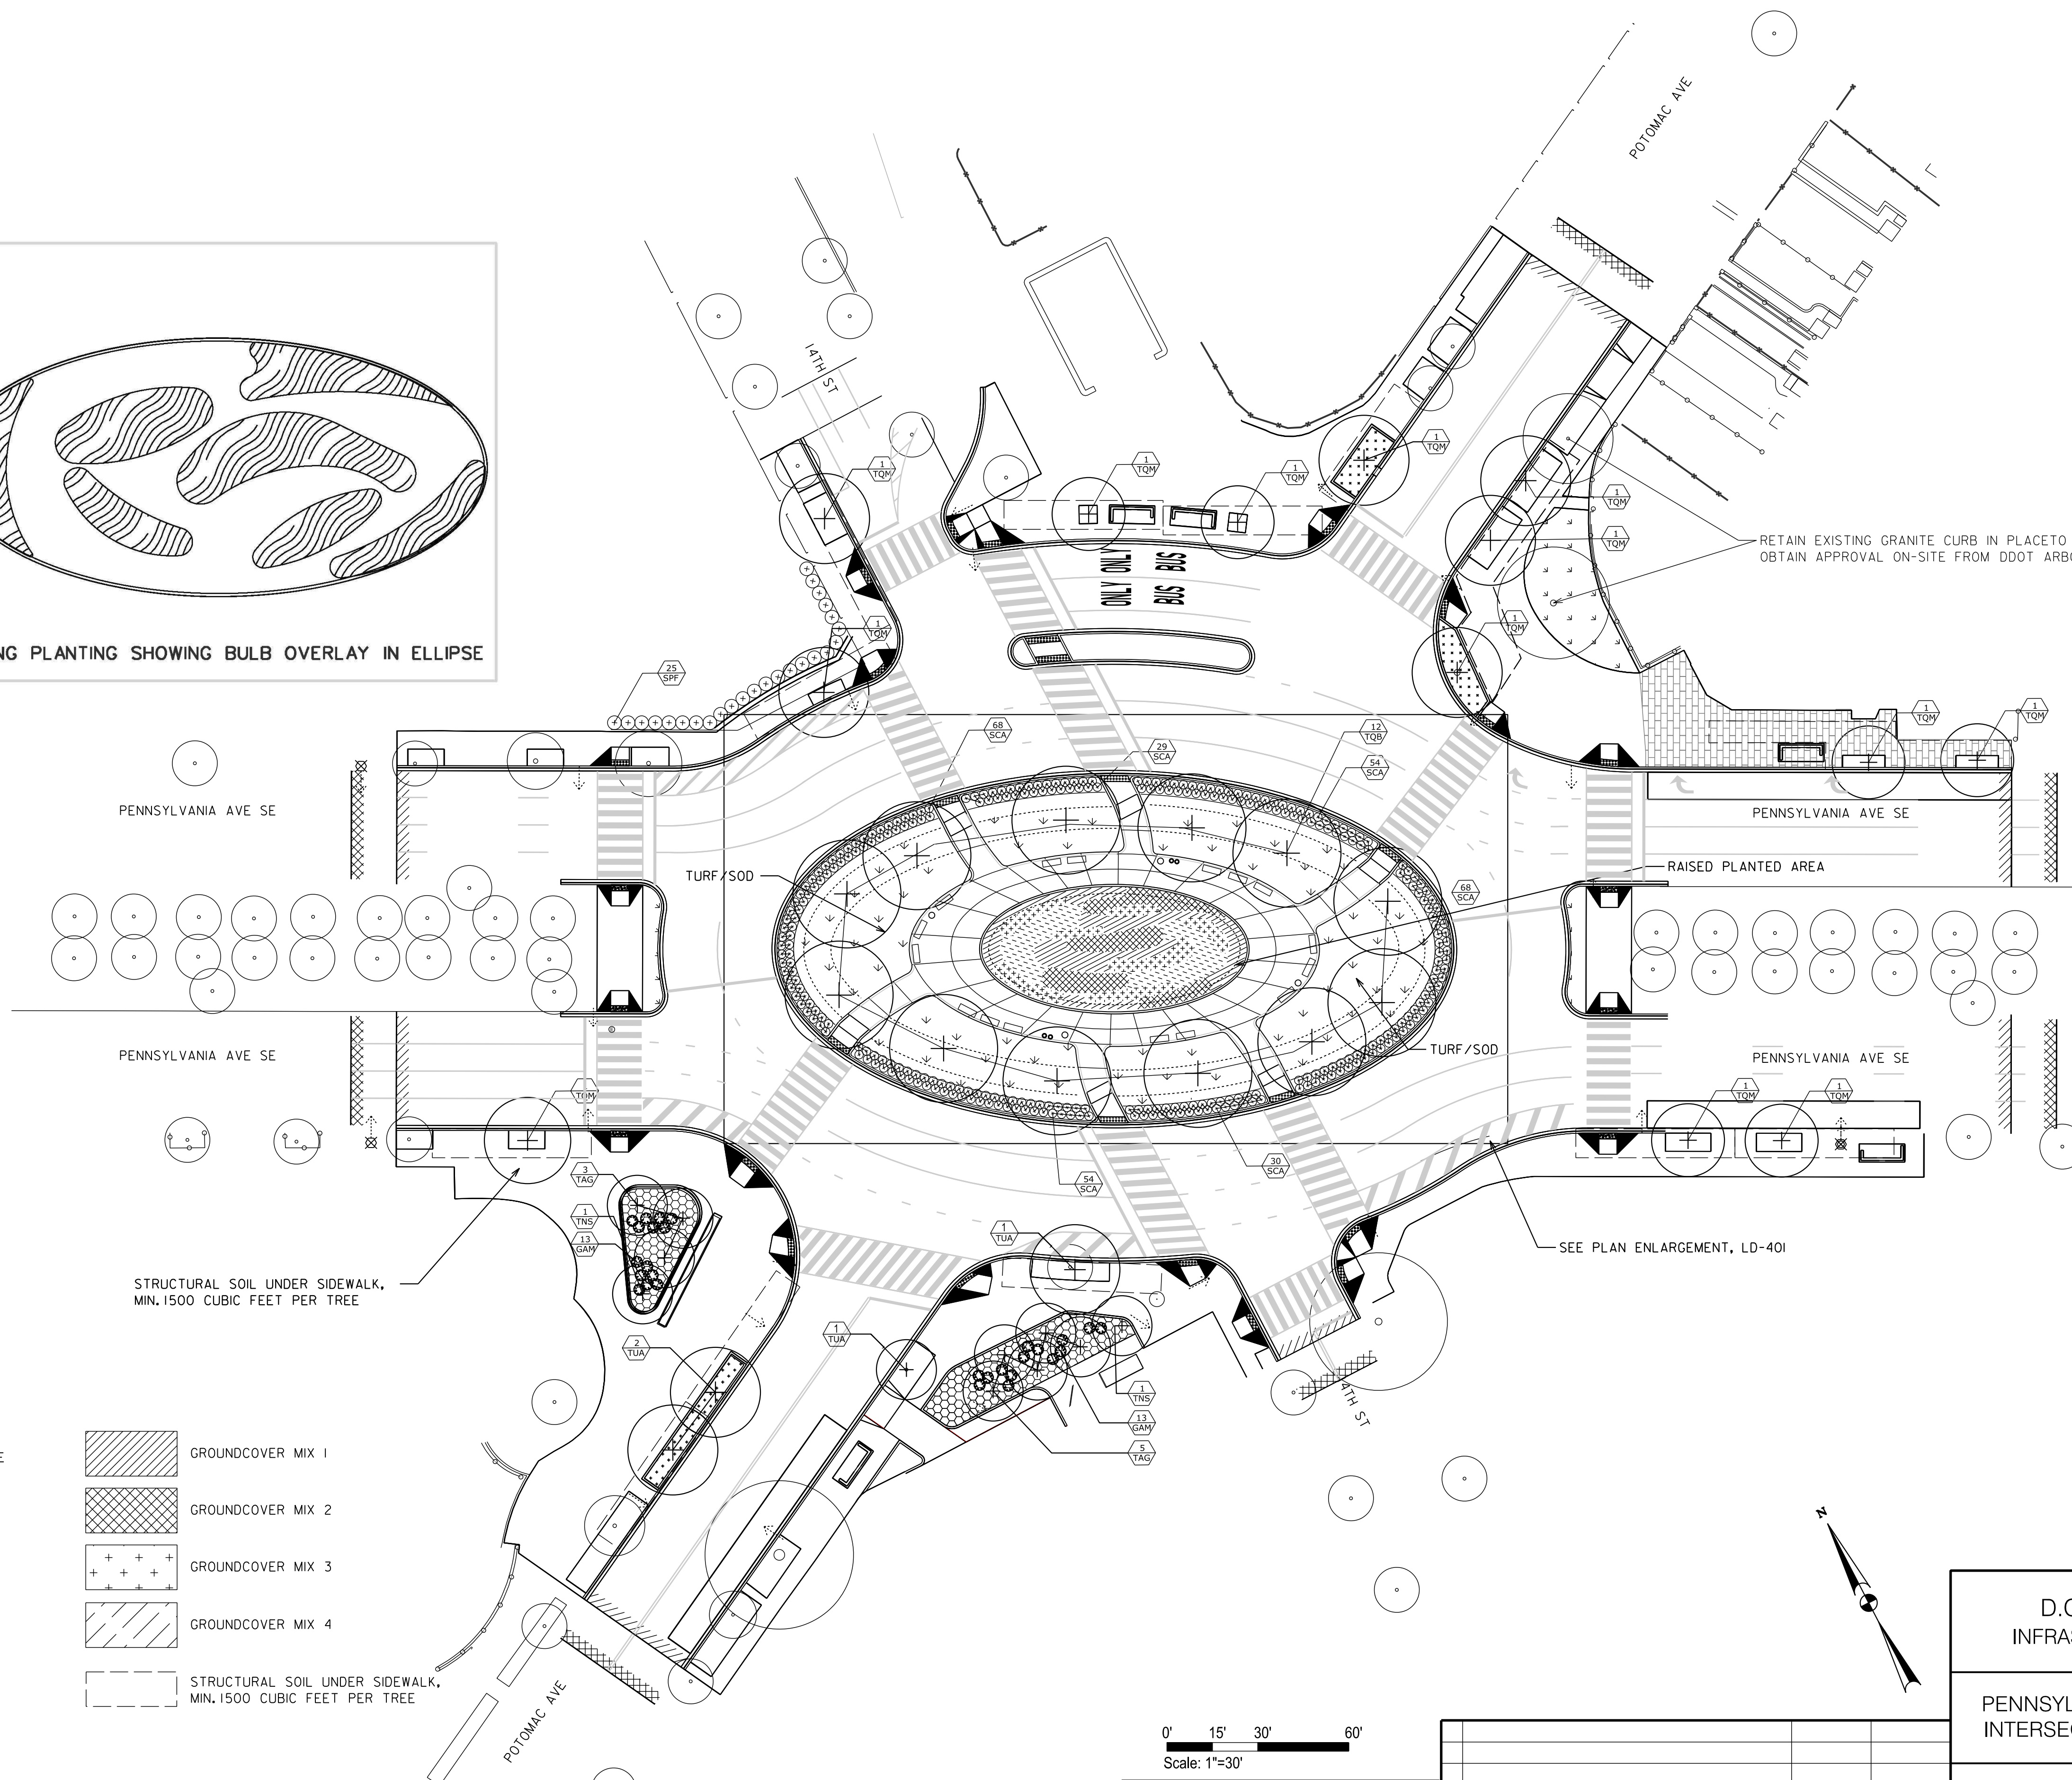 POTOMAC AVE
14TH ST
1
TQM
1
TQM
1
TQM
1
TQM
1
TQM
1
TQM
RETAIN EXISTING GRANITE CURB IN PLACETO
OBTAIN APPROVAL ON-SITE FROM DDOT
ONLY ONLY
BUS BUS
1
TQM
1
TQM
NG PLANTING SHOWING BULB OVERLAY IN ELLIPSE
25
SPF
1
TQM
1
TQM
68
SCA
29
SCA
12
TQB
54
SCA
PENNSYLVANIA AVE SE
PENNSYLVANIA AVE SE
RAISED PLANTED AREA
TURF/SOD
68
SCA
PENNSYLVANIA AVE SE
TURF/SOD
PENNSYLVANIA AVE SE
TQM
1
TQM
1
TQM
3
TAG
30
SCA
54
SCA
1
TNS
13
GAM
1
TUA
SEE PLAN ENLARGEMENT, LD-401
STRUCTURAL SOIL UNDER SIDEWALK,
MIN. 1500 CUBIC FEET PER TREE
1
TUA
2
TUA
1
TNS
13
GAM
5
TAG
4TH ST
GROUNDCOVER MIX 1
GROUNDCOVER MIX 2
GROUNDCOVER MIX 3
GROUNDCOVER MIX 4
STRUCTURAL SOIL UNDER SIDEWALK,
MIN. 1500 CUBIC FEET PER TREE
POTOMAC AVE
N
0' 15' 30' 60'
Scale: 1"=30'